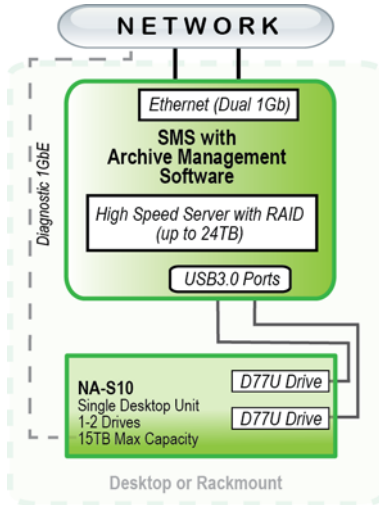 NETWORK
Ethernet (Dual 1Gb)
SMS with
Archive Management
Software
High Speed Server with RAID
(up to 24TB)
USB3.0 Ports
Diagnostic 1GbE
NA-S10
Single Desktop Unit
1-2 Drives
15TB Max Capacity
D77U Drive
D77U Drive
Desktop or Rackmount